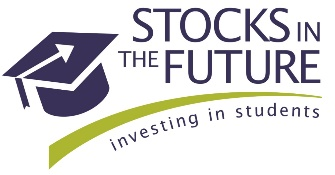 STOCKS IN
THE FUTURE
investing in students